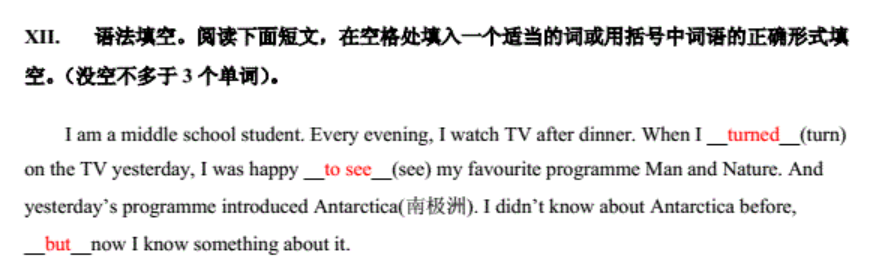 XII. 语法填空。阅读下面短文，在空格处填入一个适当的词或用括号中词语的正确形式填
空。（没空不多于 3 个单词）。
I am a middle school student. Every evening, I watch TV after dinner. When I __turned__(turn)
on the TV yesterday, I was happy __to see__(see) my favourite programme Man and Nature. And
yesterday’s programme introduced Antarctica(南极洲). I didn’t know about Antarctica before,
__but__now I know something about it.